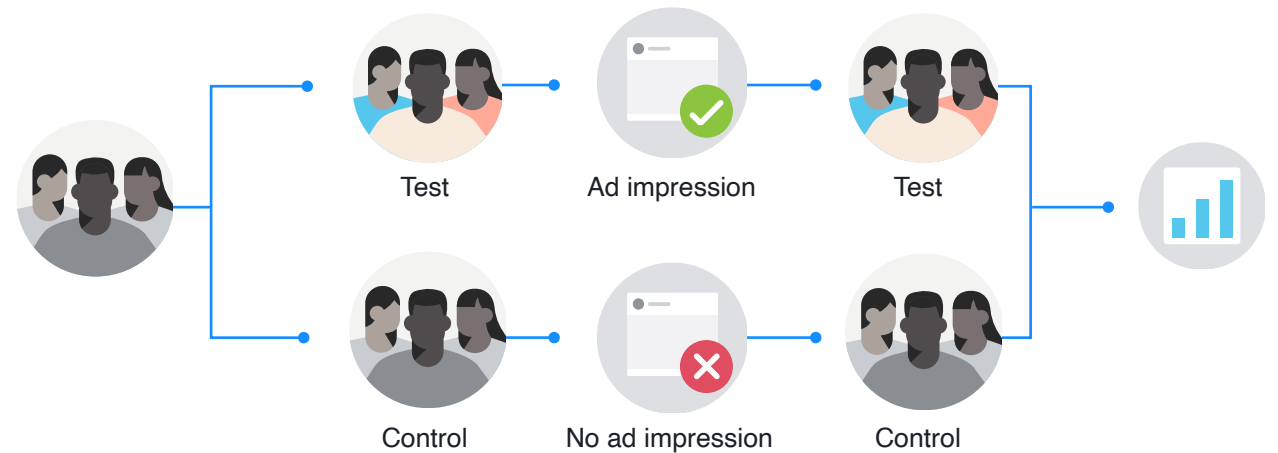 Test
Ad impression
Test
Control
No ad impression
Control